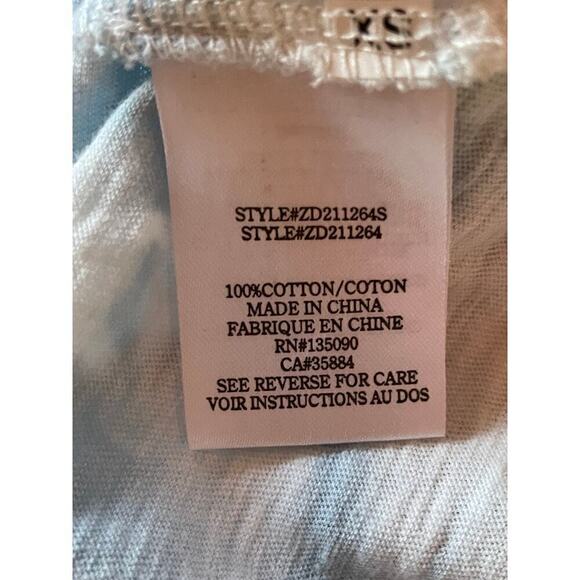 XS
STYLE#ZD211264S
STYLE#ZD211264
100%COTTON/COTON
MADE IN CHINA
FABRIQUE EN CHINE
RN#135090
CA#35884
SEE REVERSE FOR CARE
VOIR INSTRUCTIONS AU DOS